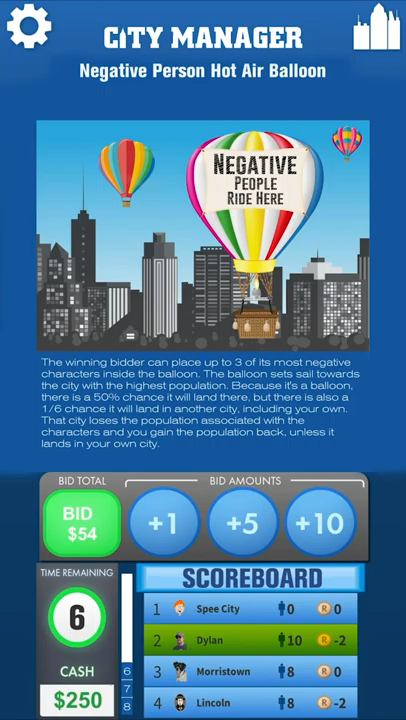 CITY MANAGER
Negative Person Hot Air Balloon
NEGATIVE
PEOPLE
RIDE HERE
The winning bidder can place up to 3 of its most negative
characters inside the balloon. The balloon sets sail towards
the city with the highest population. Because it's a balloon,
there is a 50% chance it will land there, but there is also a
1/6 chance it will land in another city, including your own.
That city loses the population associated with the
characters and you gain the population back, unless it
lands in your own city.
BID TOTAL
BID AMOUNTS
BID
$54
+1
+5
+10
TIME REMAINING
6
CASH
$250
6
7
8
SCOREBOARD
1 Spee City 0 R 0
2 Dylan 10 R -2
3 Morristown 8 R 0
4 Lincoln 8 R -2